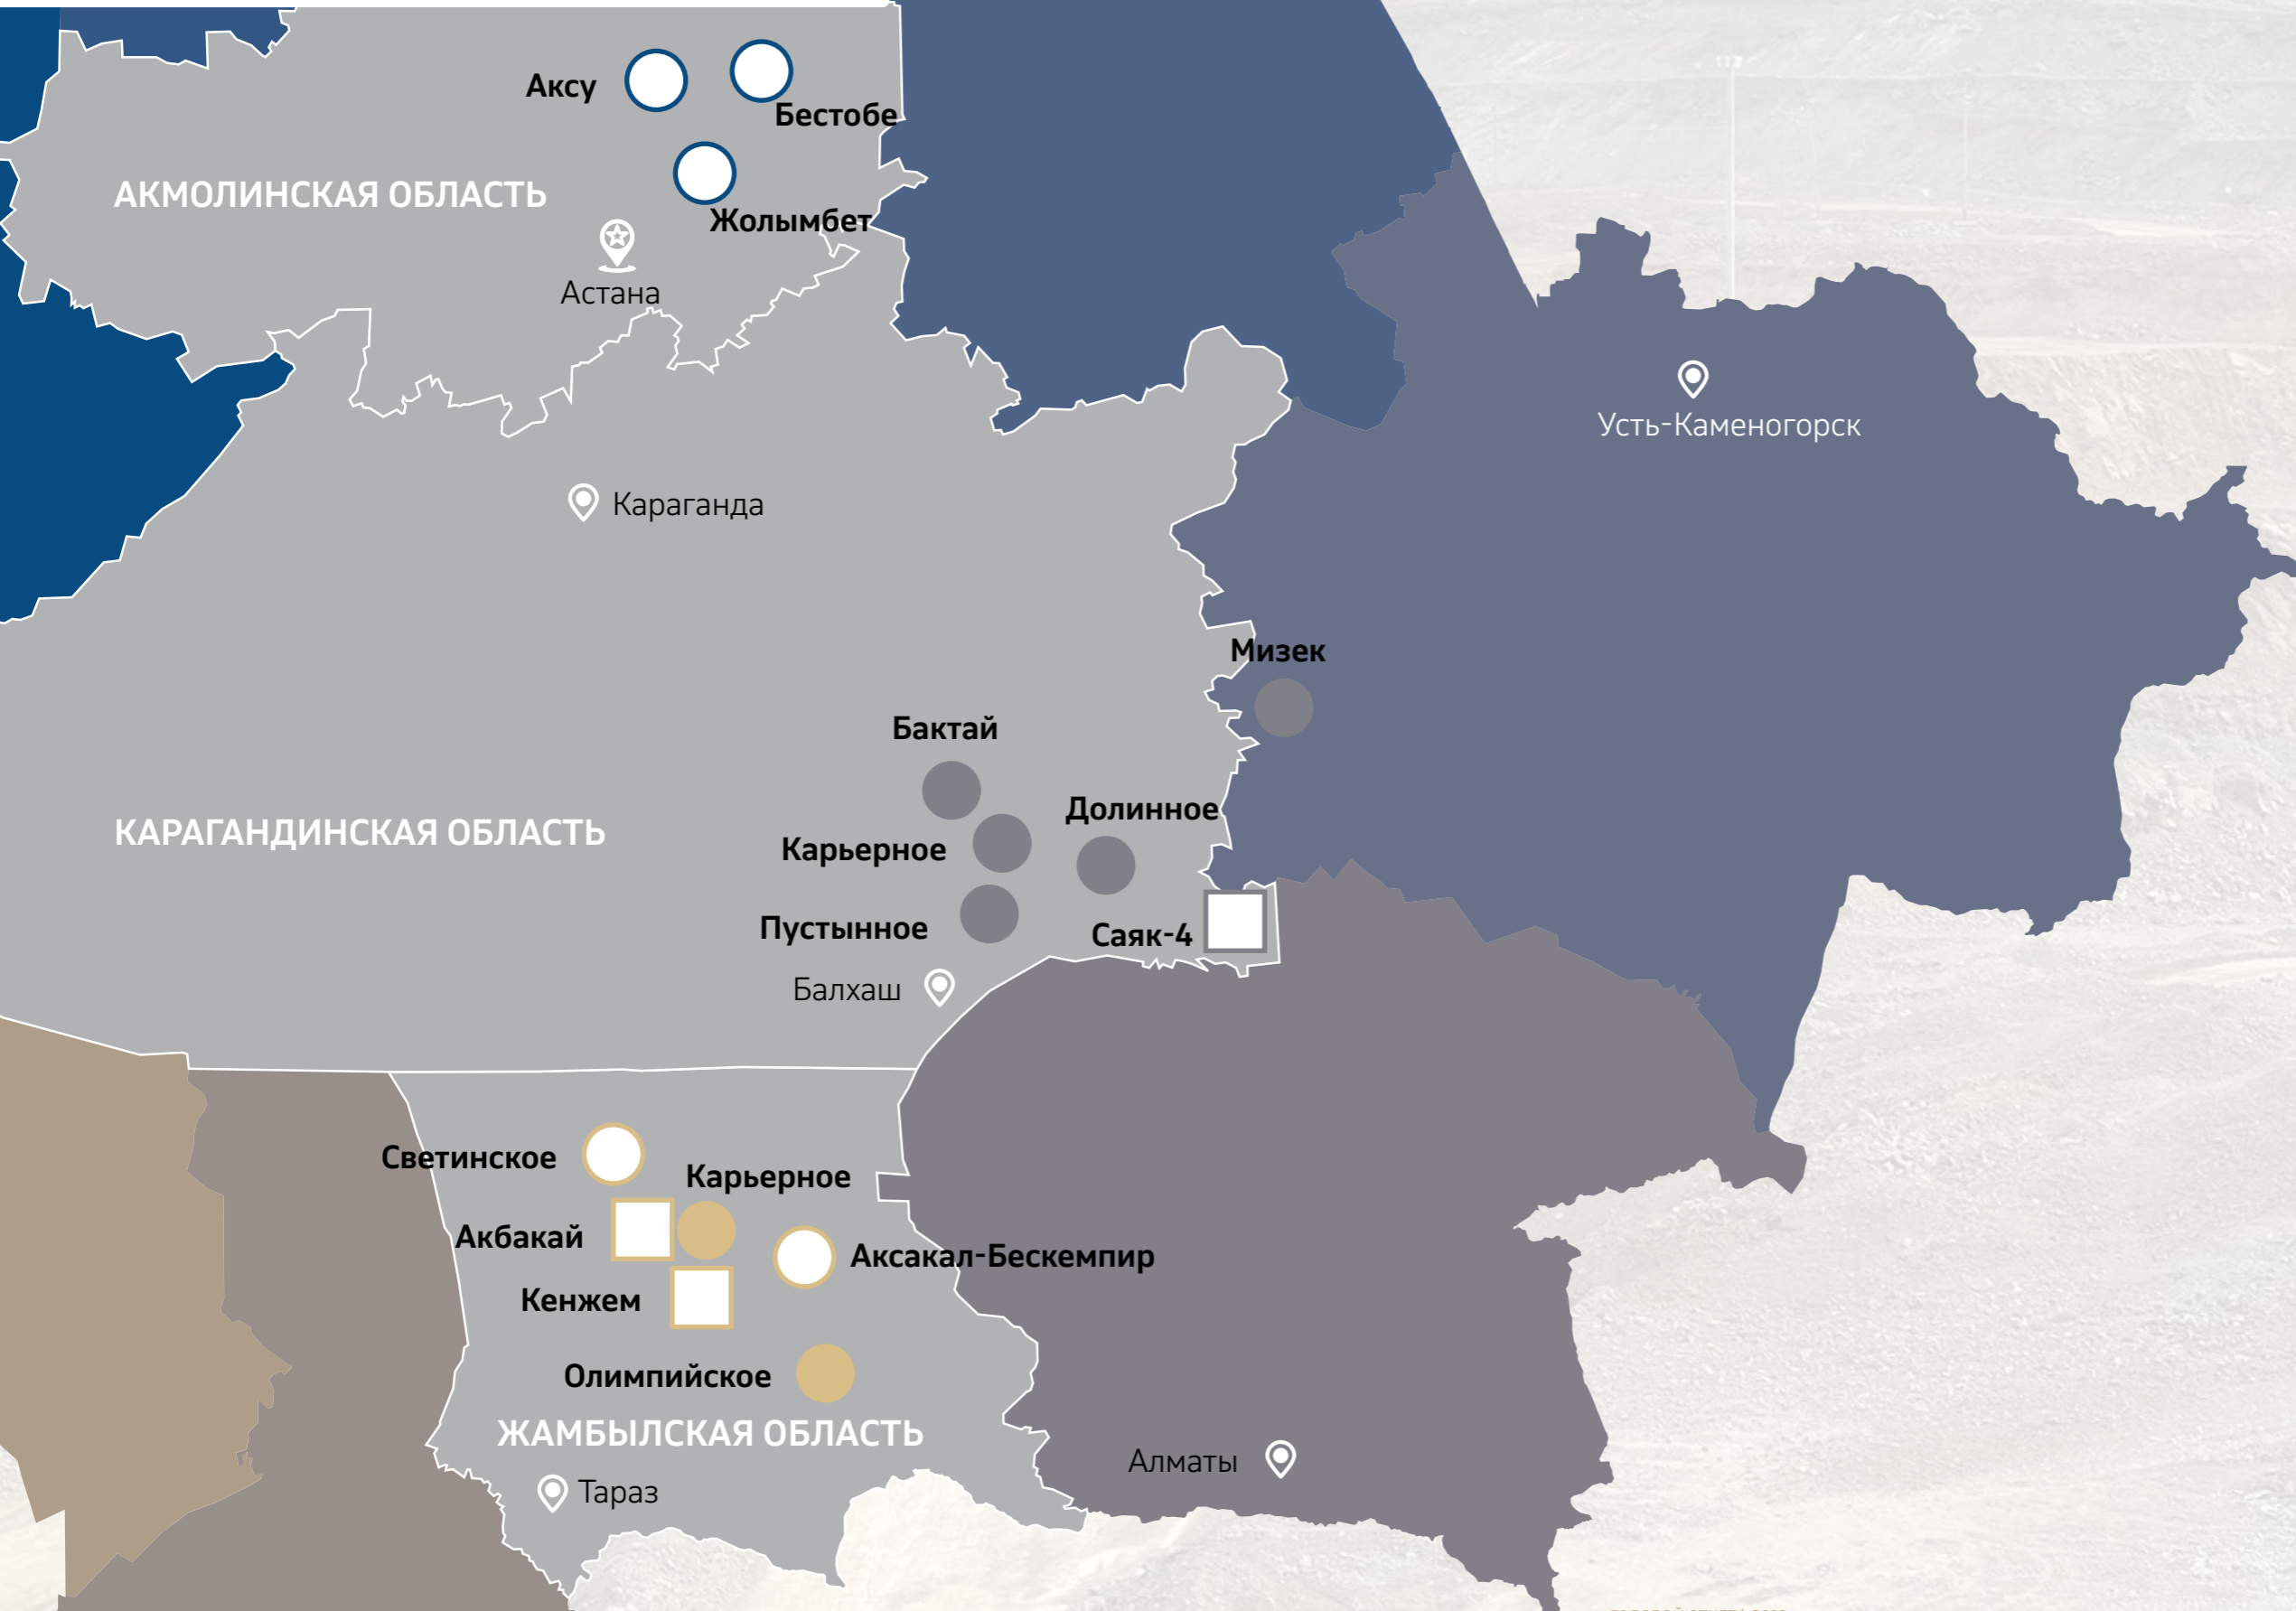 Аксу
Бестобе
АКМОЛИНСКАЯ ОБЛАСТЬ
Жолымбет
Астана
Усть-Каменогорск
Караганда
Мизек
Бактай
Долинное
КАРАГАНДИНСКАЯ ОБЛАСТЬ
Карьерное
Пустынное
Саяк-4
Балхаш
Светинское
Карьерное
Акбакай
Аксакал-Бескемпир
Кенжем
Олимпийское
ЖАМБЫЛСКАЯ ОБЛАСТЬ
Алматы
Тараз